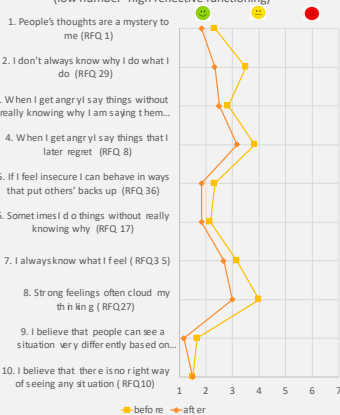 (low number= high reflective functioning)
1. People's thoughts are a mystery to
me (RFQ 1)
2. I don't always know why I do what I
do (RFQ 29)
When I get angry I say things without
really knowing why I am saying them...
4. When I get angry I say things that I
later regret (RFQ 8)
5. If I feel insecure I can behave in ways
that put others' backs up (RFQ 36)
6. Sometimes I do things without really
knowing why (RFQ 17)
7. I always know what I feel (RFQ35)
8. Strong feelings often cloud my
thinking (RFQ27)
9. I believe that people can see a
situation very differently based on...
10. I believe that there is no right way
of seeing any situation (RFQ10)
1 2 3 4 5 6 7
before after